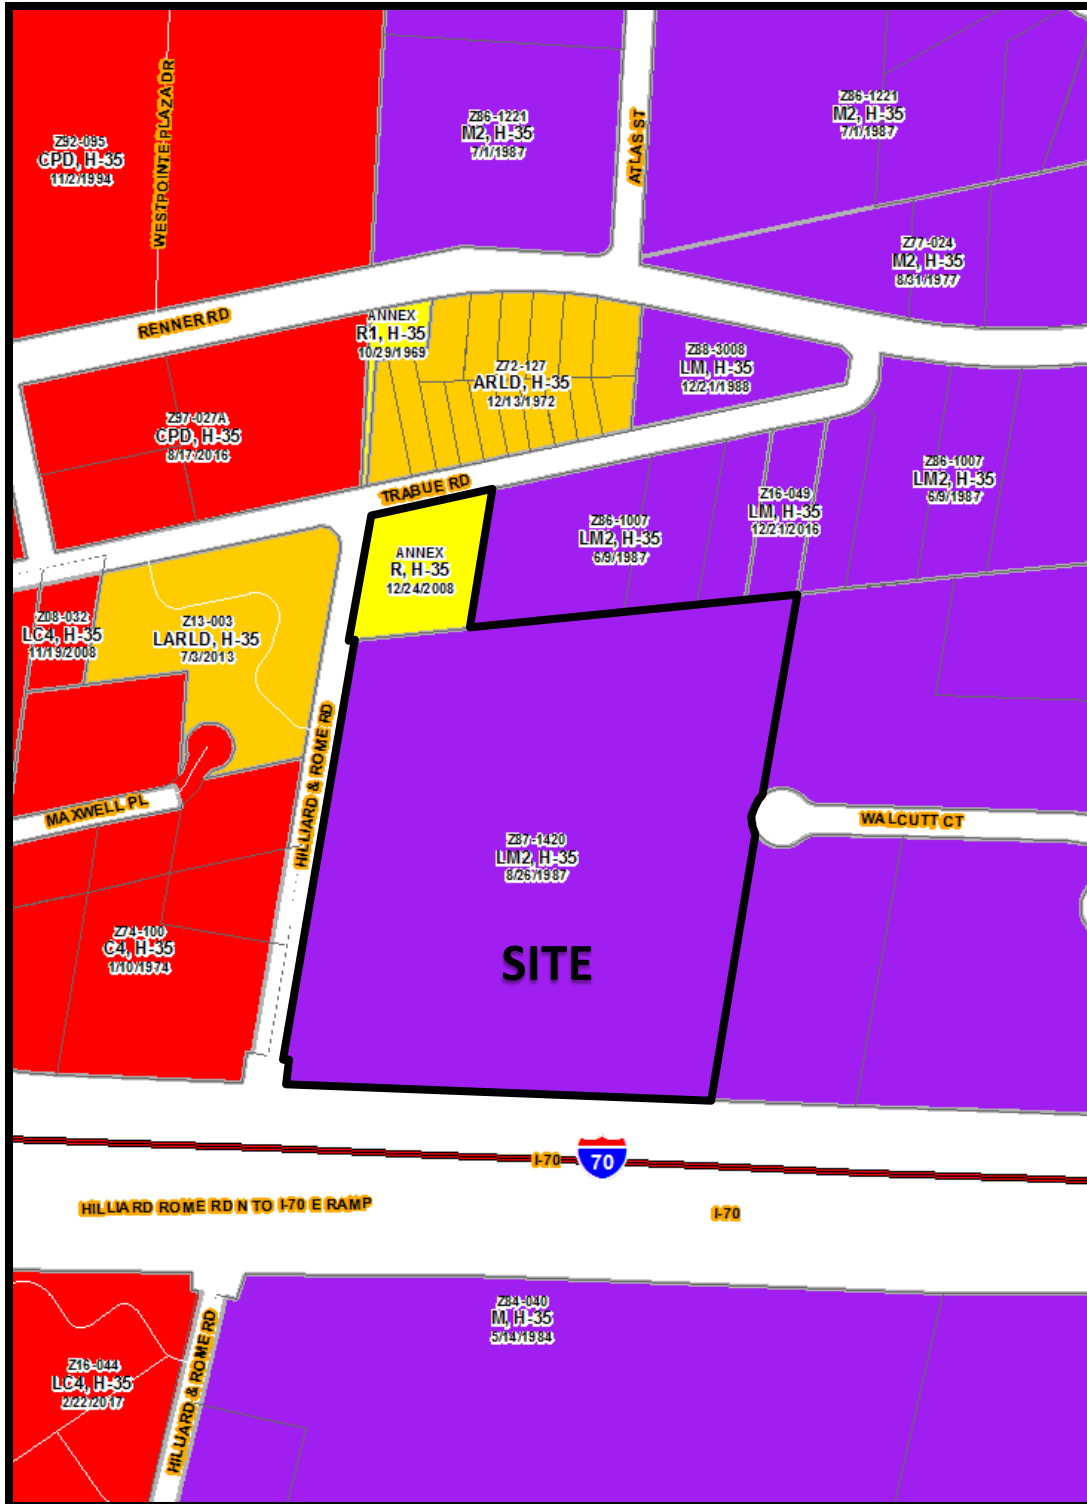 Z92-095
CPD, H-35
11/2/1994
WESTPOINTE PLAZA DR
Z86-1221
M2, H-35
7/1/1987
ATLAS ST
Z86-1221
M2, H-35
7/1/1987
Z77-024
M2, H-35
8/31/1977
RENNER RD
ANNEX
R1, H-35
10/29/1969
Z72-127
ARLD, H-35
12/13/1972
Z88-3008
LM, H-35
12/21/1988
Z97-027A
CPD, H-35
8/17/2016
TRABUE RD
Z86-1007
LM2, H-35
6/9/1987
Z16-049
LM, H-35
12/21/2016
Z86-1007
LM2, H-35
6/9/1987
ANNEX
R, H-35
12/24/2008
Z08-032
LC4, H-35
11/19/2008
Z13-003
LARLD, H-35
7/3/2013
HILLIARD & ROME RD
MAXWELL PL
WALCUTT CT
Z87-1420
LM2, H-35
8/26/1987
Z74-100
C4, H-35
1/10/1974
SITE
I-70
70
HILLIARD ROME RD N TO I-70 E RAMP
I-70
Z84-040
M, H-35
5/14/1984
Z16-044
LC4, H-35
2/22/2017
HILLIARD & ROME RD